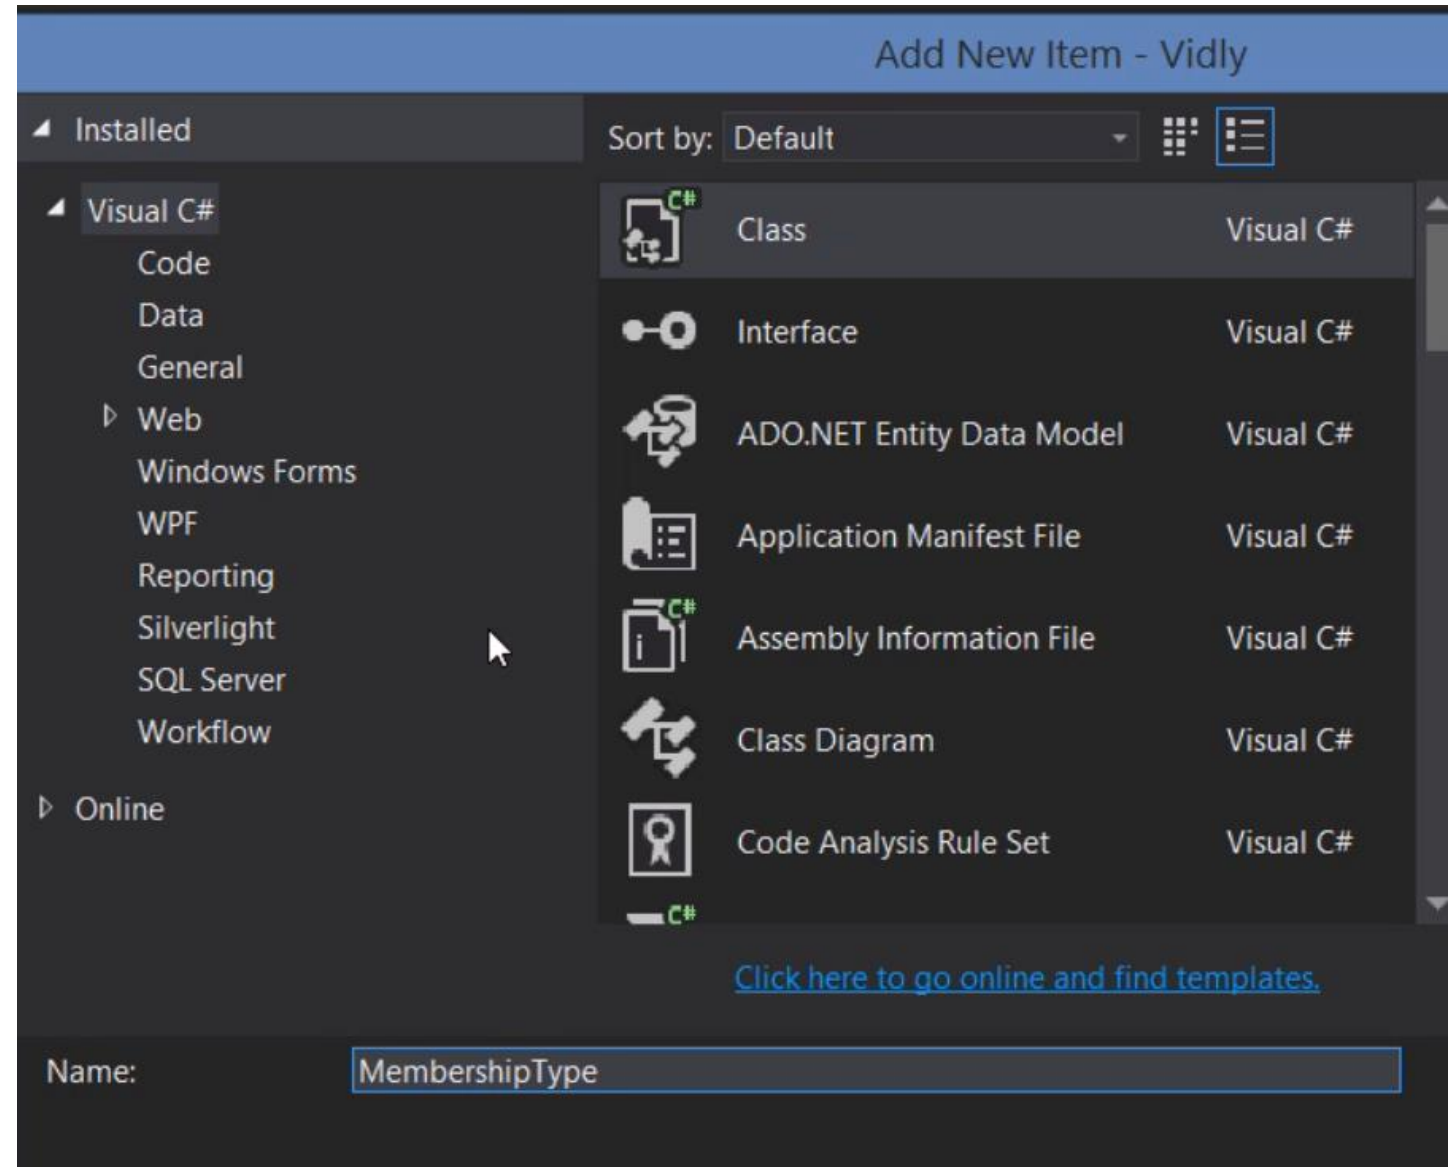 Add New Item - Vidly
Installed
Visual C#
Code
Data
General
Web
Windows Forms
WPF
Reporting
Silverlight
SQL Server
Workflow
Online
Sort by: Default
C#
Class Visual C#
Interface Visual C#
ADO.NET Entity Data Model Visual C#
Application Manifest File Visual C#
C#
Assembly Information File Visual C#
Class Diagram Visual C#
Code Analysis Rule Set Visual C#
C#
Click here to go online and find templates.
Name: MembershipType